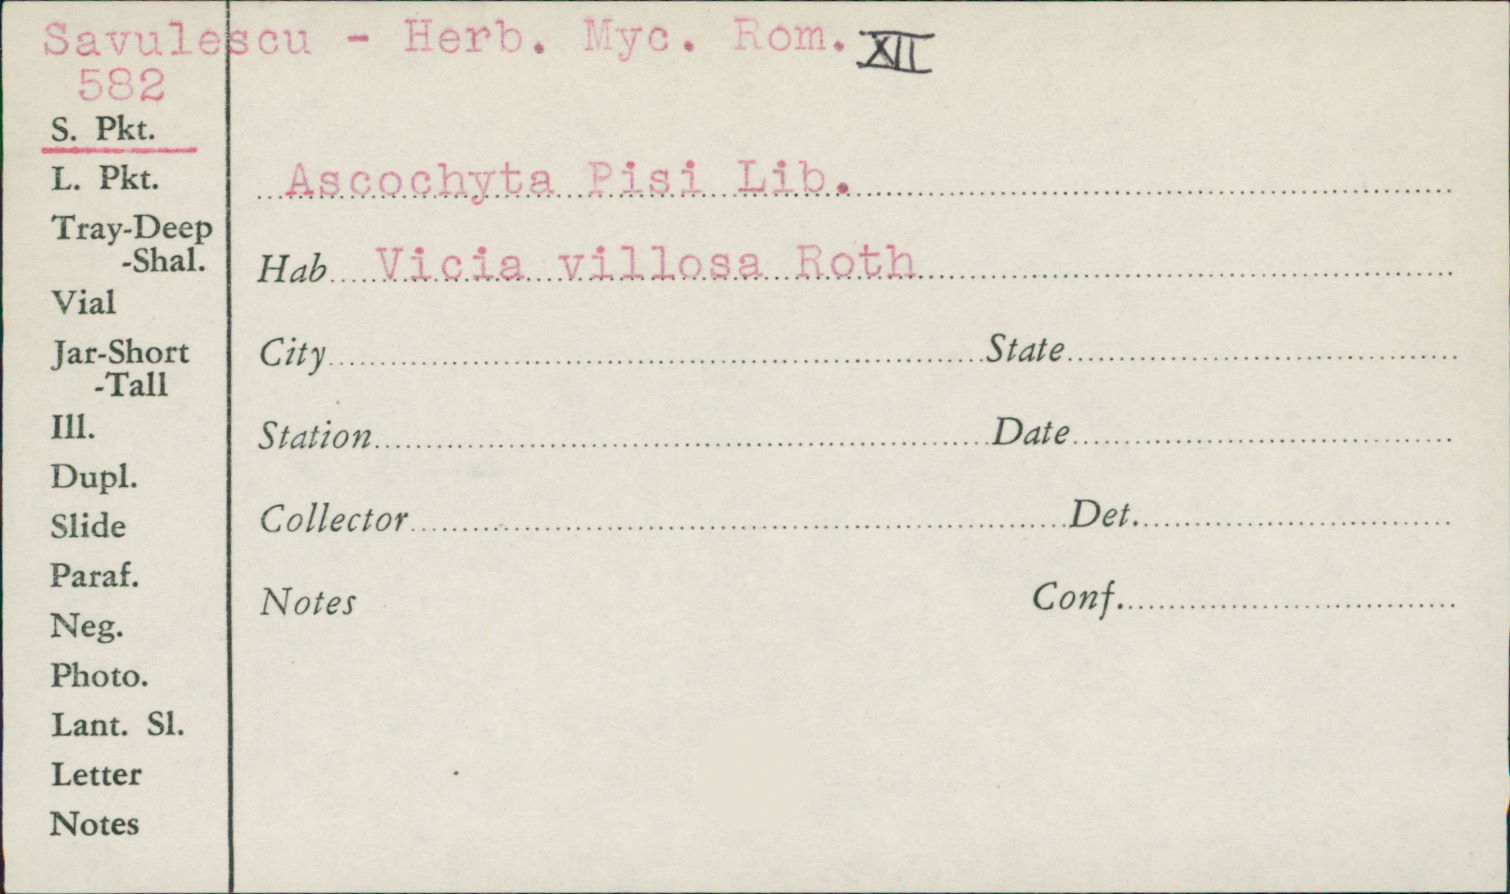 Savulescu - Herb. Myc. Rom. XII
582
S. Pkt.
L. Pkt.
Tray-Deep
-Shal.
Vial
Jar-Short
-Tall
Ill.
Dupl.
Slide
Paraf.
Neg.
Photo.
Lant. Sl.
Letter
Notes
Ascochyta Pisi Lib.
Hab Vicia villosa Roth
City State
Station Date
Collector Det.
Notes Conf.